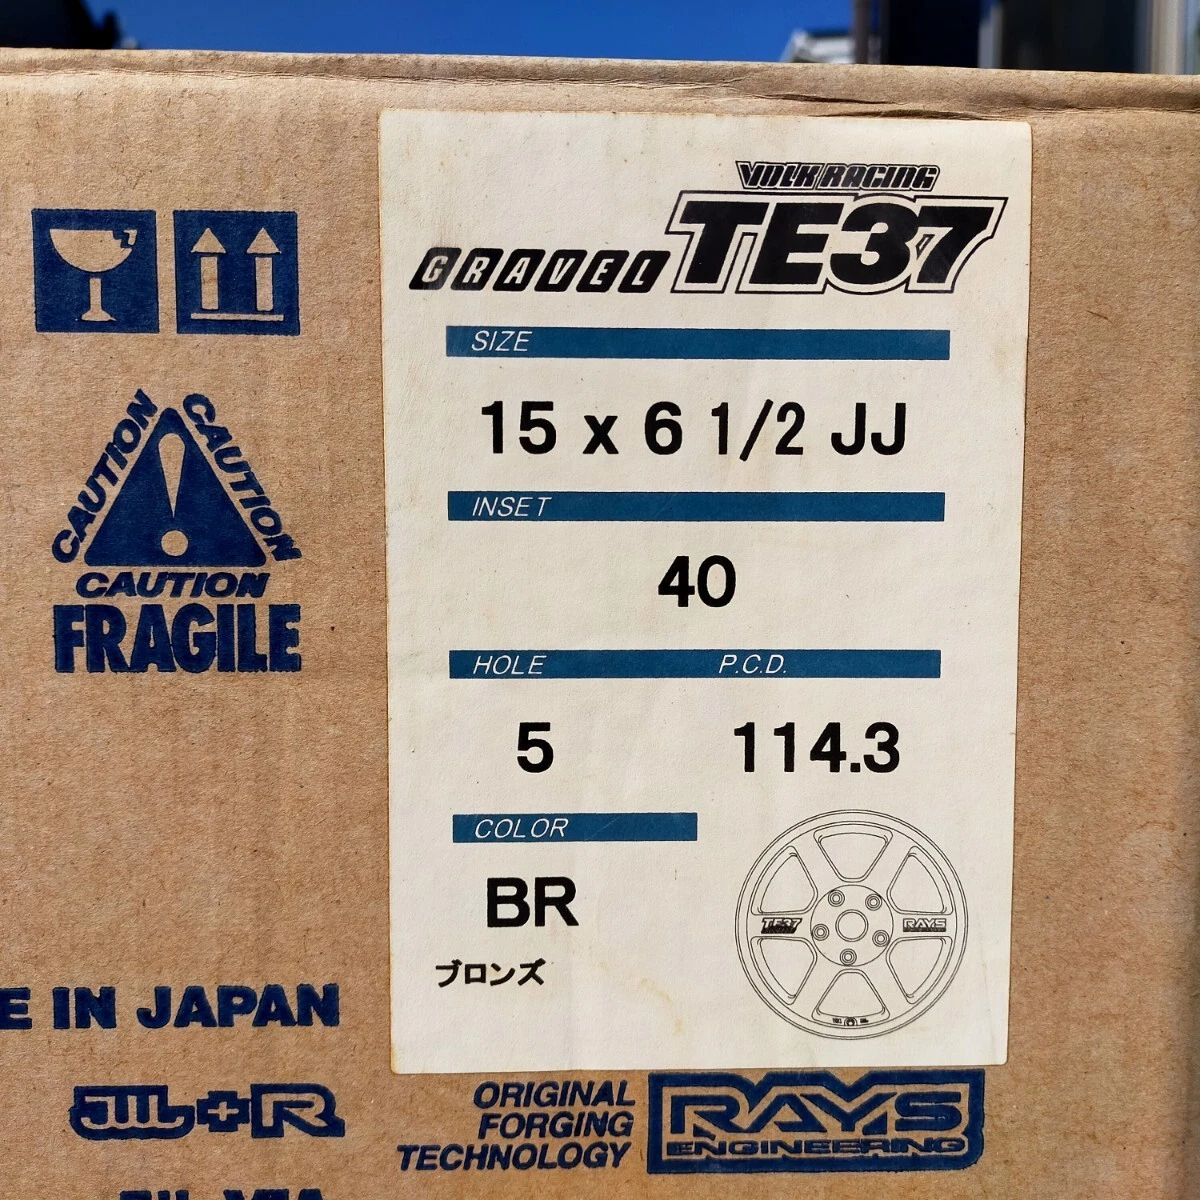 VOLK RACING
GRAVEL TE37
SIZE
15 x 6 1/2 JJ
INSET
40
HOLE P.C.D.
5 114.3
COLOR
BR
ブロンズ
TE37
RAYS
CAUTION
CAUTION
CAUTION
FRAGILE
E IN JAPAN
JWL+R
ORIGINAL
FORGING
TECHNOLOGY
RAYS
ENGINEERING